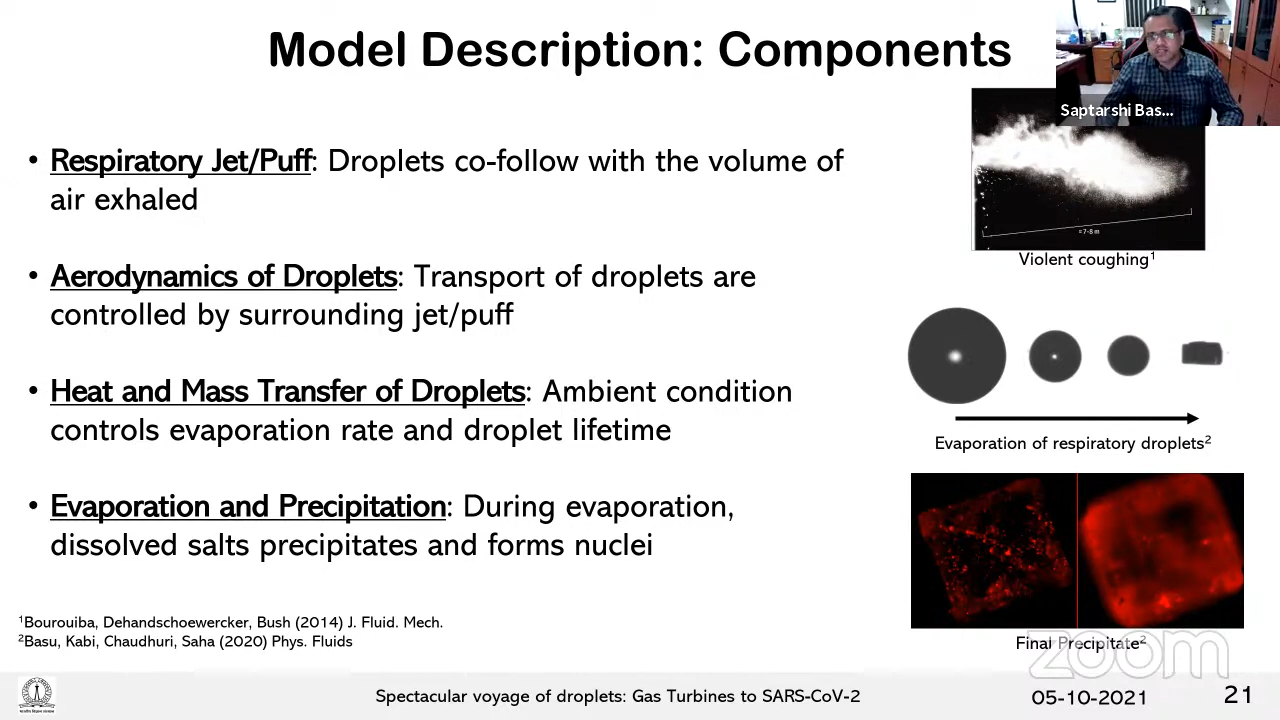 Model Description: Components
Saptarshi Bas...
• Respiratory Jet/Puff: Droplets co-follow with the volume of
air exhaled
≈7-8 m
Violent coughing¹
• Aerodynamics of Droplets: Transport of droplets are
controlled by surrounding jet/puff
• Heat and Mass Transfer of Droplets: Ambient condition
controls evaporation rate and droplet lifetime
Evaporation of respiratory droplets²
• Evaporation and Precipitation: During evaporation,
dissolved salts precipitates and forms nuclei
¹Bourouiba, Dehandschoewercker, Bush (2014) J. Fluid. Mech.
²Basu, Kabi, Chaudhuri, Saha (2020) Phys. Fluids
Final Precipitate²
zoom
Spectacular voyage of droplets: Gas Turbines to SARS-CoV-2
05-10-2021
21